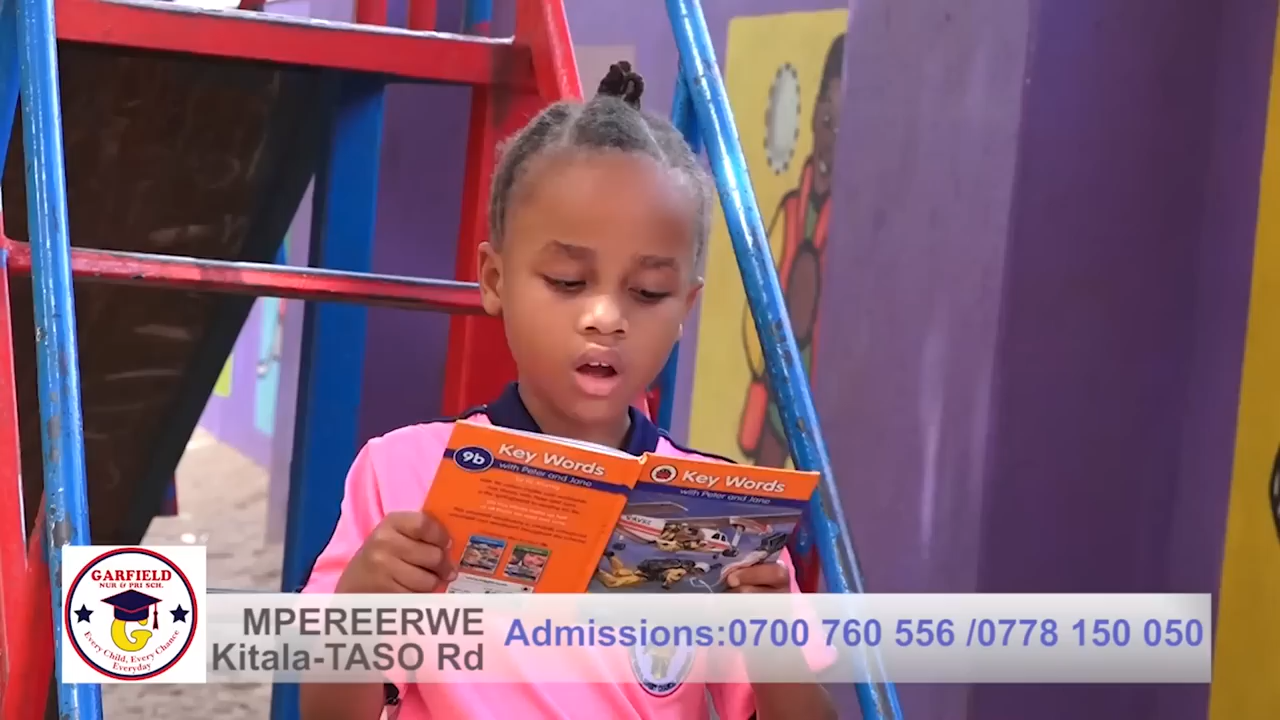 9b
Key Words
with Peter and Jane
Key Words
with Peter and Jane
GARFIELD
NUR & PRI SCH.
G
Every Child, Every Chance
Everyday
MPEREERWE
Kitala-TASO Rd
Admissions:0700 760 556 /0778 150 050